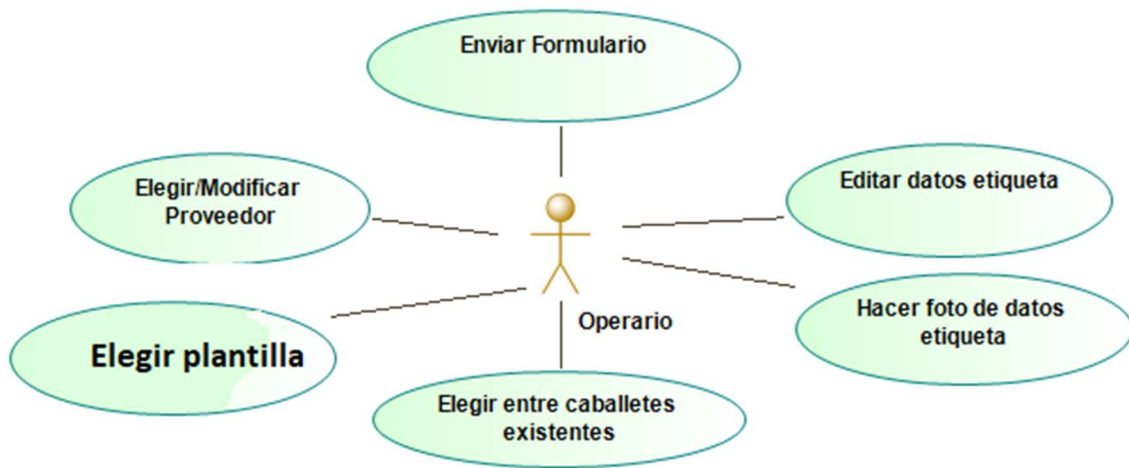 Enviar Formulario
Elegir/Modificar
Proveedor
Editar datos etiqueta
Elegir plantilla
Operario
Hacer foto de datos
etiqueta
Elegir entre caballetes
existentes